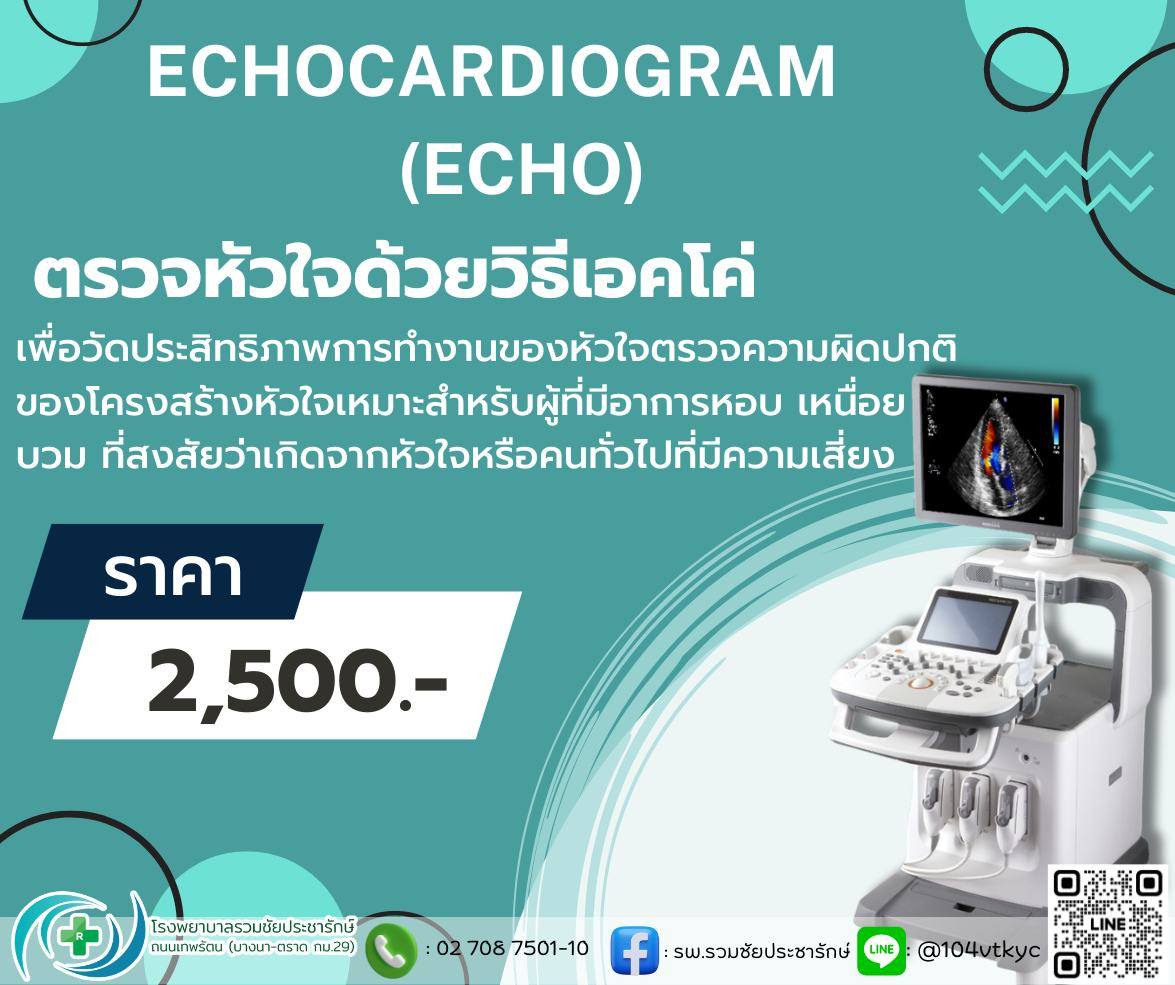 ECHOCARDIOGRAM
(ECHO)
ตรวจหัวใจด้วยวิธีเอคโค่
เพื่อวัดประสิทธิภาพการทำงานของหัวใจตรวจความผิดปกติ
ของโครงสร้างหัวใจเหมาะสำหรับผู้ที่มีอาการหอบ เหนื่อย
บวม ที่สงสัยว่าเกิดจากหัวใจหรือคนทั่วไปที่มีความเสี่ยง
ราคา
2,500.-
R
โรงพยาบาลรวมชัยประชารักษ์
ถนนเทพรัตน (บางนา-ตราด กม.29)
: 02 708 7501-10
: รพ.รวมชัยประชารักษ์
LINE
: @104vtkyc
LINE